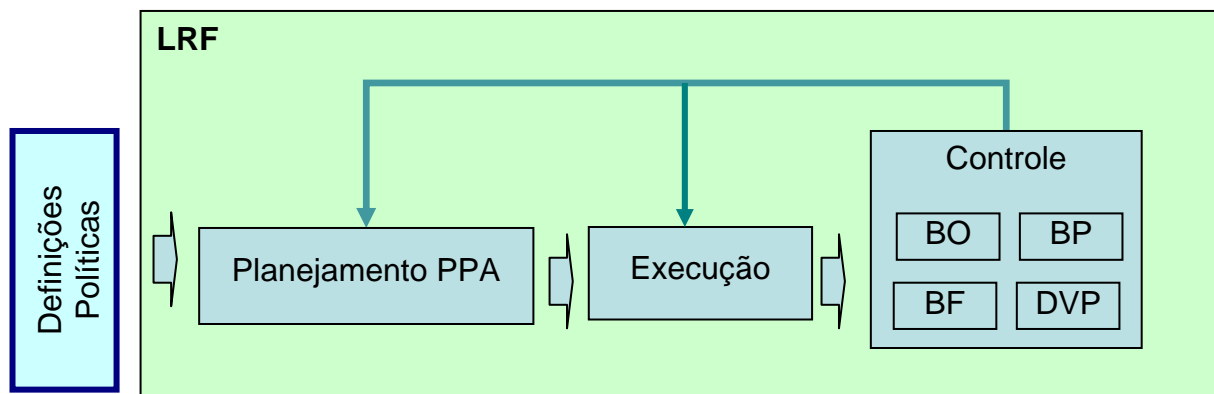 LRF
Definições
Políticas
Planejamento PPA
Execução
Controle
BO
BP
BF
DVP